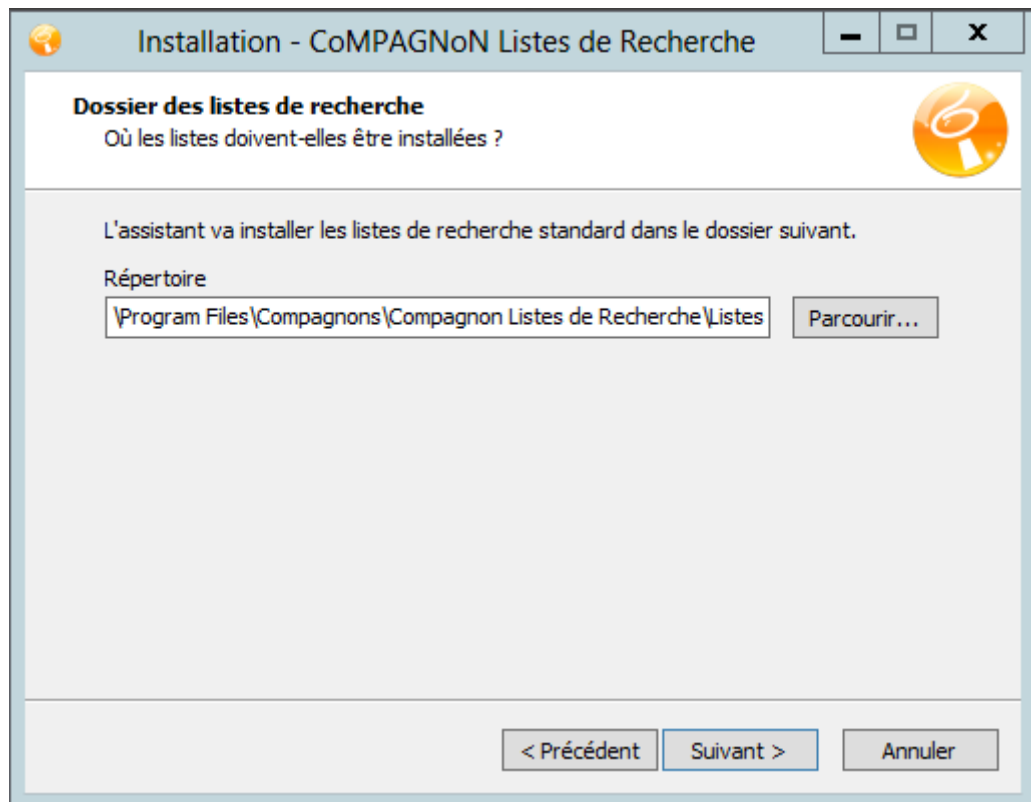 Installation - CoMPAGNoN Listes de Recherche
Dossier des listes de recherche
Où les listes doivent-elles être installées ?
L'assistant va installer les listes de recherche standard dans le dossier suivant.
Répertoire
\Program Files\Compagnons\Compagnon Listes de Recherche\Listes
Parcourir...
< Précédent
Suivant >
Annuler